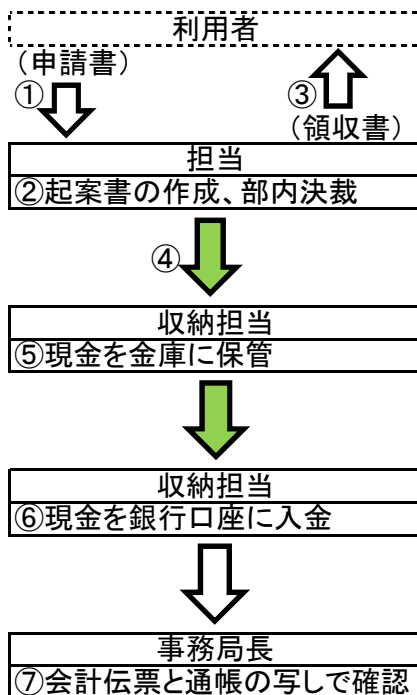 利用者
(申請書)
①
③
(領収書)
担当
②起案書の作成、部内決裁
④
収納担当
⑤現金を金庫に保管
収納担当
⑥現金を銀行口座に入金
事務局長
⑦会計伝票と通帳の写しで確認